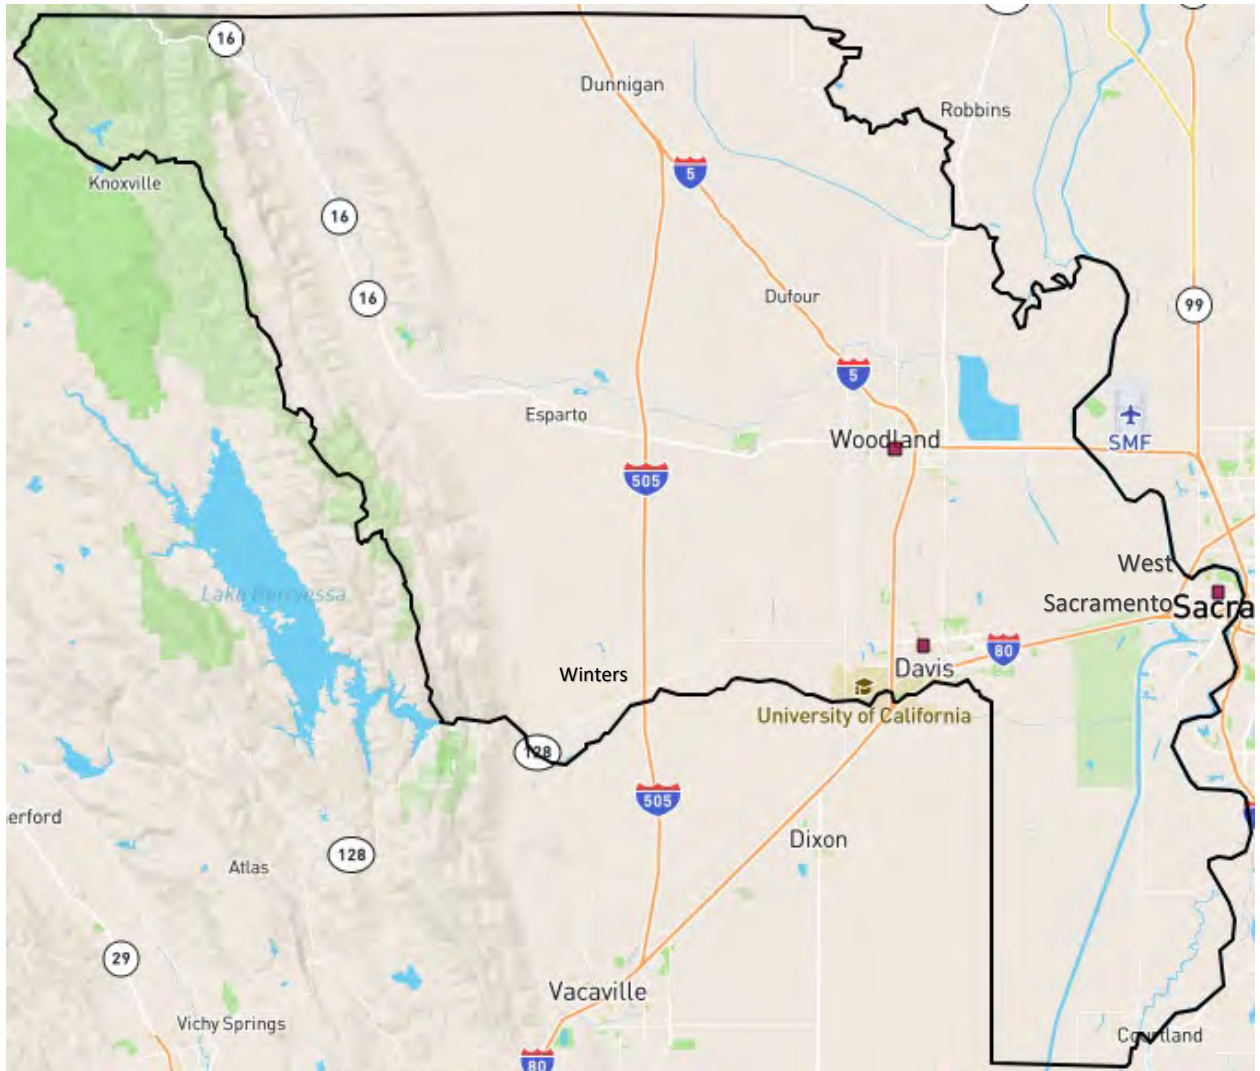 16
Dunnigan
Robbins
5
Knoxville
16
16
Dufour
99
5
Esparto
Woodland
SMF
505
West
Lake Berryessa
Sacramento
Sacra
80
Davis
Winters
University of California
128
505
erford
Dixon
128
Atlas
29
Vacaville
Vichy Springs
Courtland
80